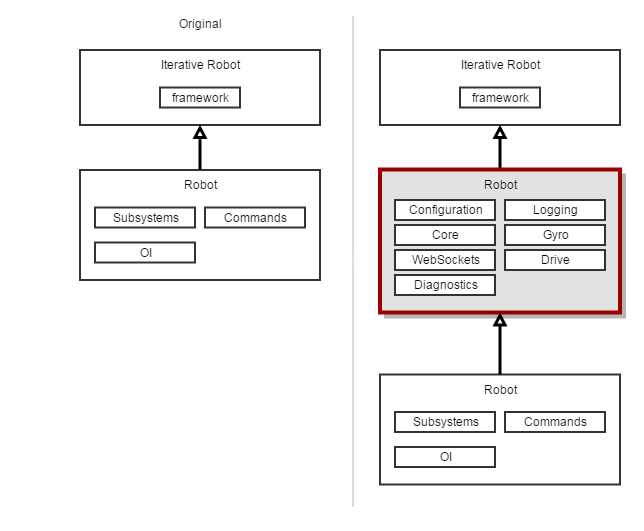 Original
Iterative Robot
framework
Robot
Subsystems
Commands
OI
Iterative Robot
framework
Robot
Configuration
Logging
Core
Gyro
WebSockets
Drive
Diagnostics
Robot
Subsystems
Commands
OI